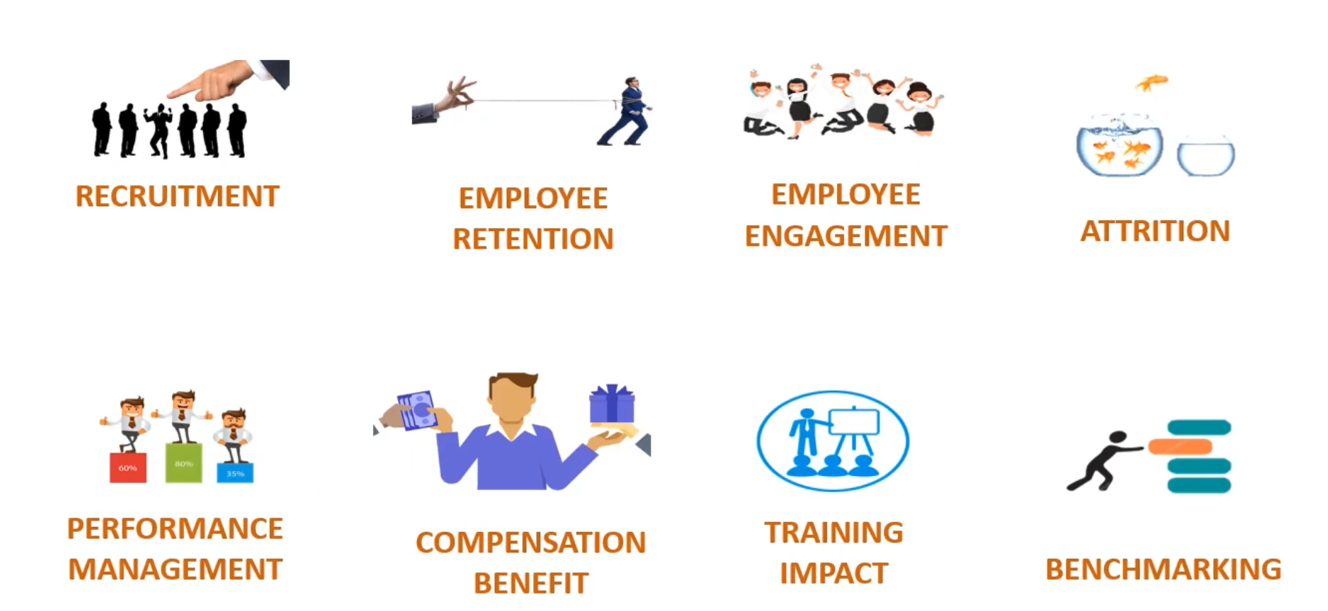 RECRUITMENT
EMPLOYEE
RETENTION
EMPLOYEE
ENGAGEMENT
ATTRITION
60%
80%
35%
PERFORMANCE
MANAGEMENT
COMPENSATION
BENEFIT
TRAINING
IMPACT
BENCHMARKING